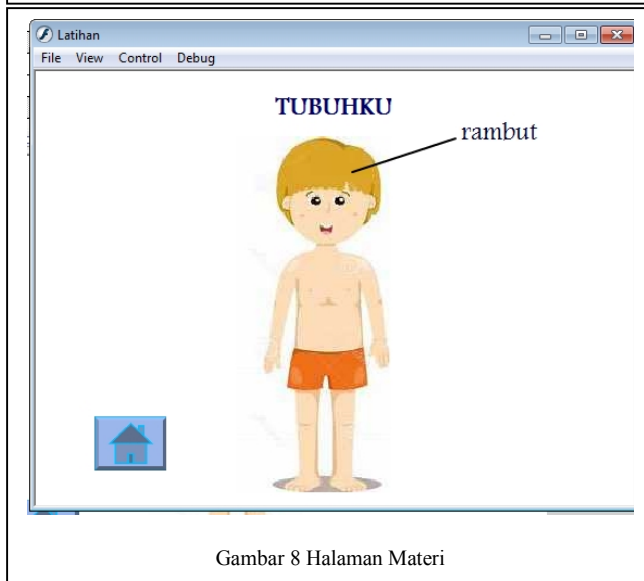 Latihan
File View Control Debug
TUBUHKU
rambut
Gambar 8 Halaman Materi